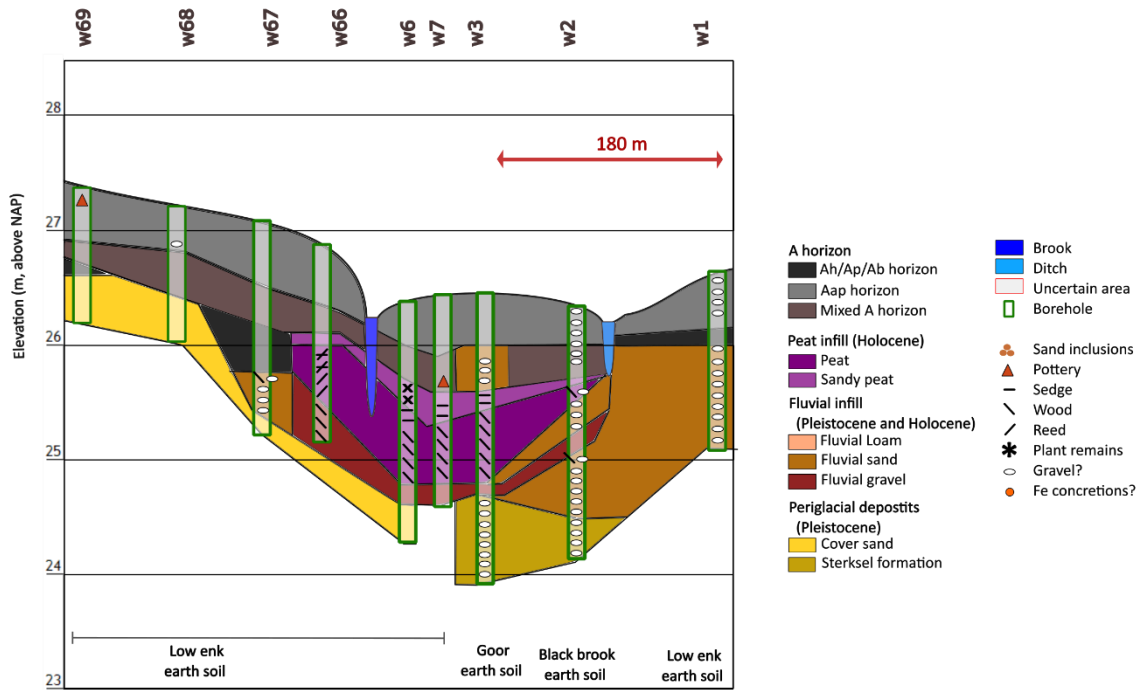 w69
w68
w67
w66
w6
w7
w3
w2
w1
Elevation (m, above NAP)
28
27
26
25
24
23
180 m
Low enk
earth soil
Goor
earth soil
Black brook
earth soil
Low enk
earth soil
A horizon
Ah/Ap/Ab horizon
Aap horizon
Mixed A horizon
Peat infill (Holocene)
Peat
Sandy peat
Fluvial infill
(Pleistocene and Holocene)
Fluvial Loam
Fluvial sand
Fluvial gravel
Periglacial depostits
(Pleistocene)
Cover sand
Sterksel formation
Brook
Ditch
Uncertain area
Borehole
Sand inclusions
Pottery
Sedge
Wood
Reed
Plant remains
Gravel?
Fe concretions?